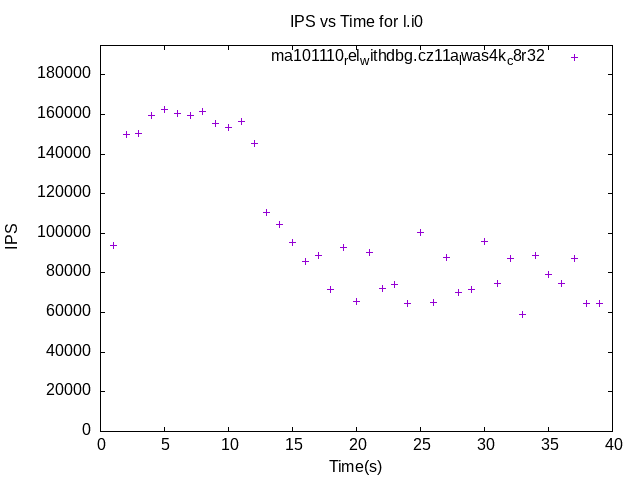 IPS vs Time for l.i0
ma101110relwithdbg.cz11alwas4kc8r32
180000
160000
140000
120000
100000
80000
60000
40000
20000
0
IPS
0 5 10 15 20 25 30 35 40
Time(s)